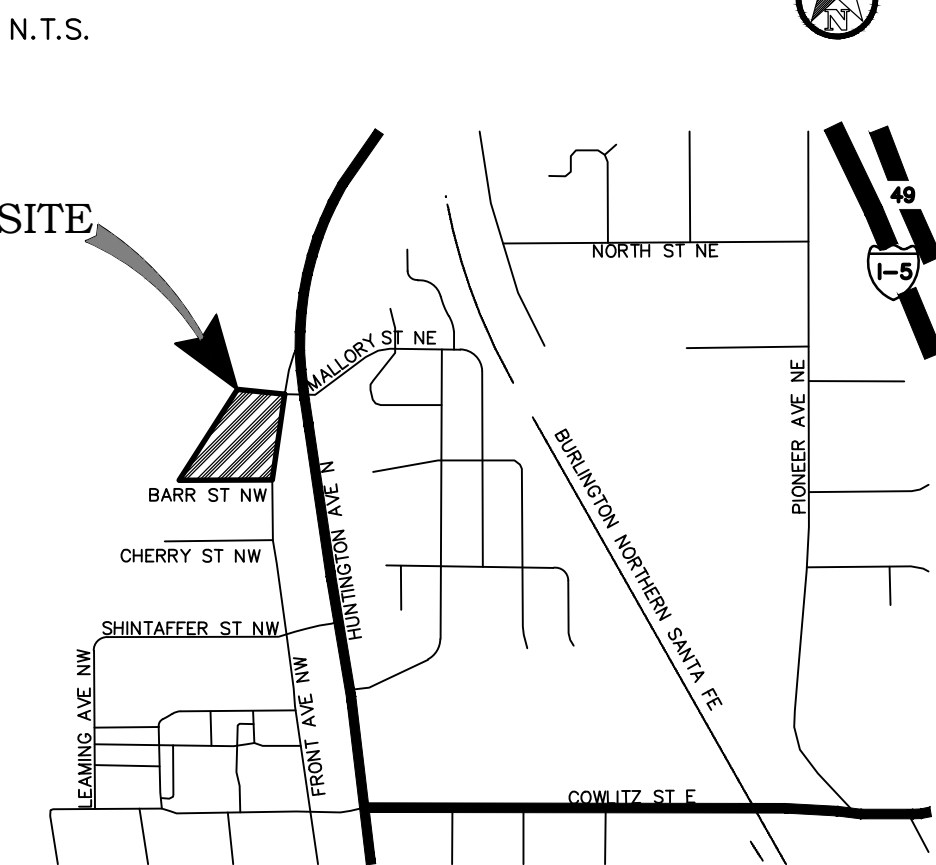 N.T.S.
N
SITE
49
I-5
NORTH ST NE
MALLORY ST NE
PIONEER AVE NE
BURLINGTON NORTHERN SANTA FE
HUNTINGTON AVE N
BARR ST NW
CHERRY ST NW
SHINTAFFER ST NW
LEAMING AVE NW
FRONT AVE NW
COWLITZ ST E